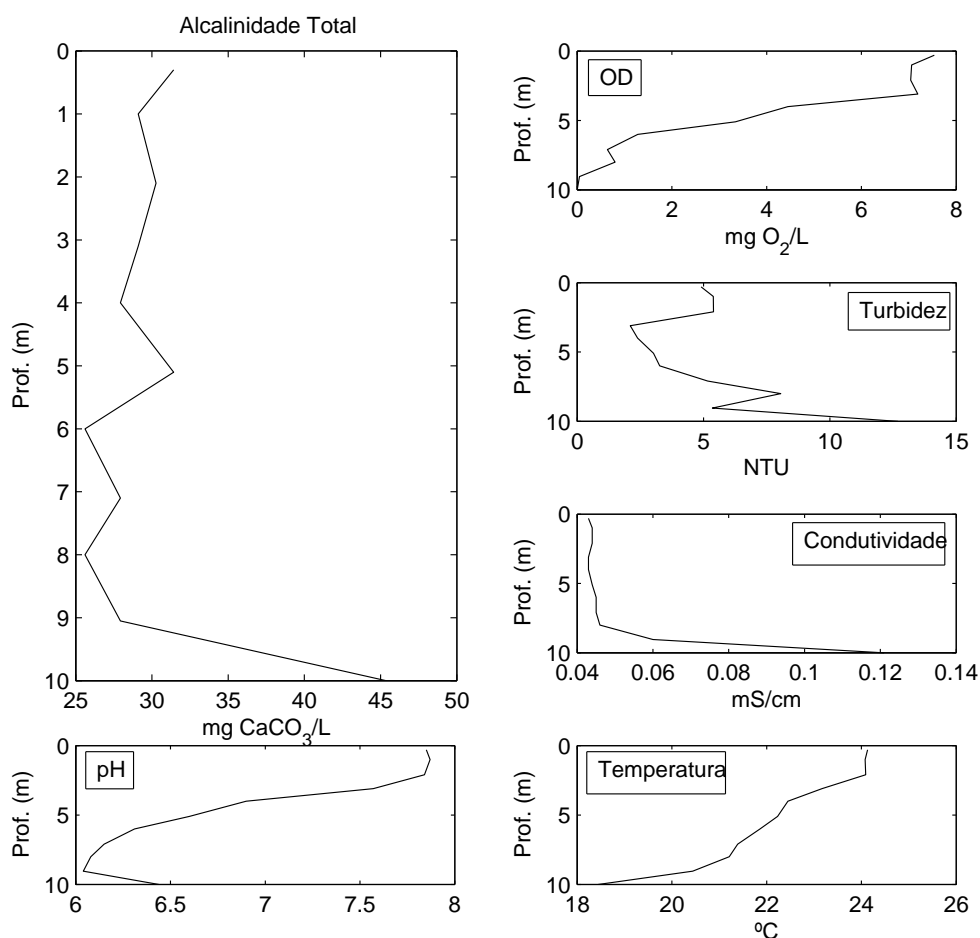 Alcalinidade Total
0
1
2
3
4
5
6
7
8
9
10
Prof. (m)
25 30 35 40 45 50
mg CaCO3/L
OD
0
5
10
Prof. (m)
0 2 4 6 8
mg O2/L
Turbidez
0
5
10
Prof. (m)
0 5 10 15
NTU
Condutividade
0
5
10
Prof. (m)
0.04 0.06 0.08 0.1 0.12 0.14
mS/cm
pH
0
5
10
Prof. (m)
6 6.5 7 7.5 8
Temperatura
0
5
10
Prof. (m)
18 20 22 24 26
ºC